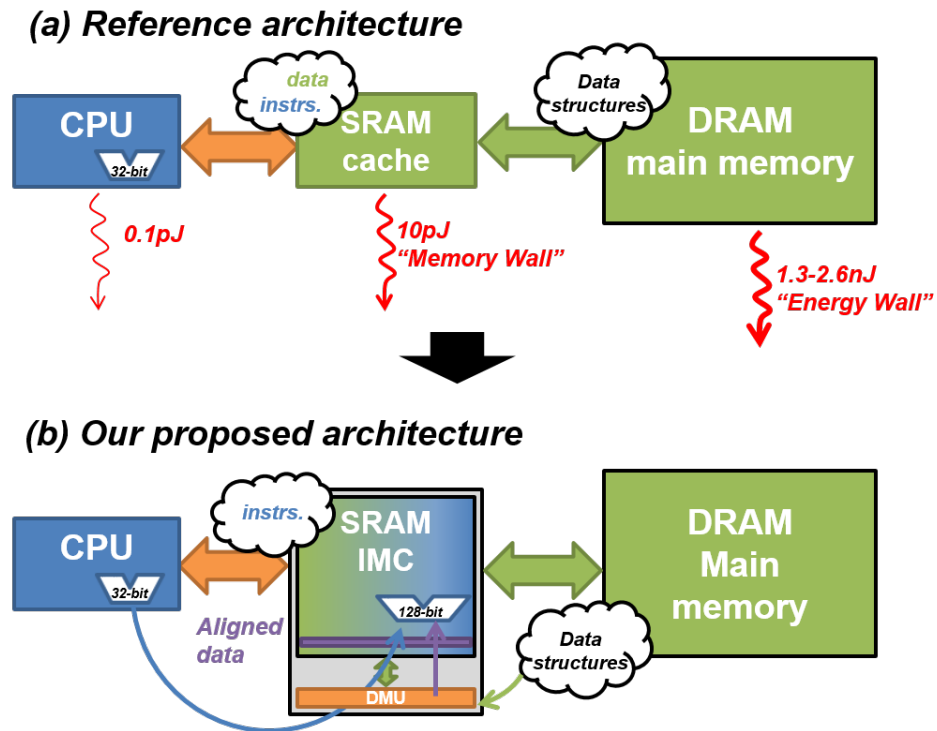 (a) Reference architecture
data
instrs.
Data
structures
CPU
32-bit
SRAM
cache
DRAM
main memory
0.1pJ
10pJ
“Memory Wall”
1.3-2.6nJ
“Energy Wall”
(b) Our proposed architecture
instrs.
CPU
32-bit
SRAM
IMC
128-bit
DRAM
Main
memory
Aligned
data
Data
structures
DMU